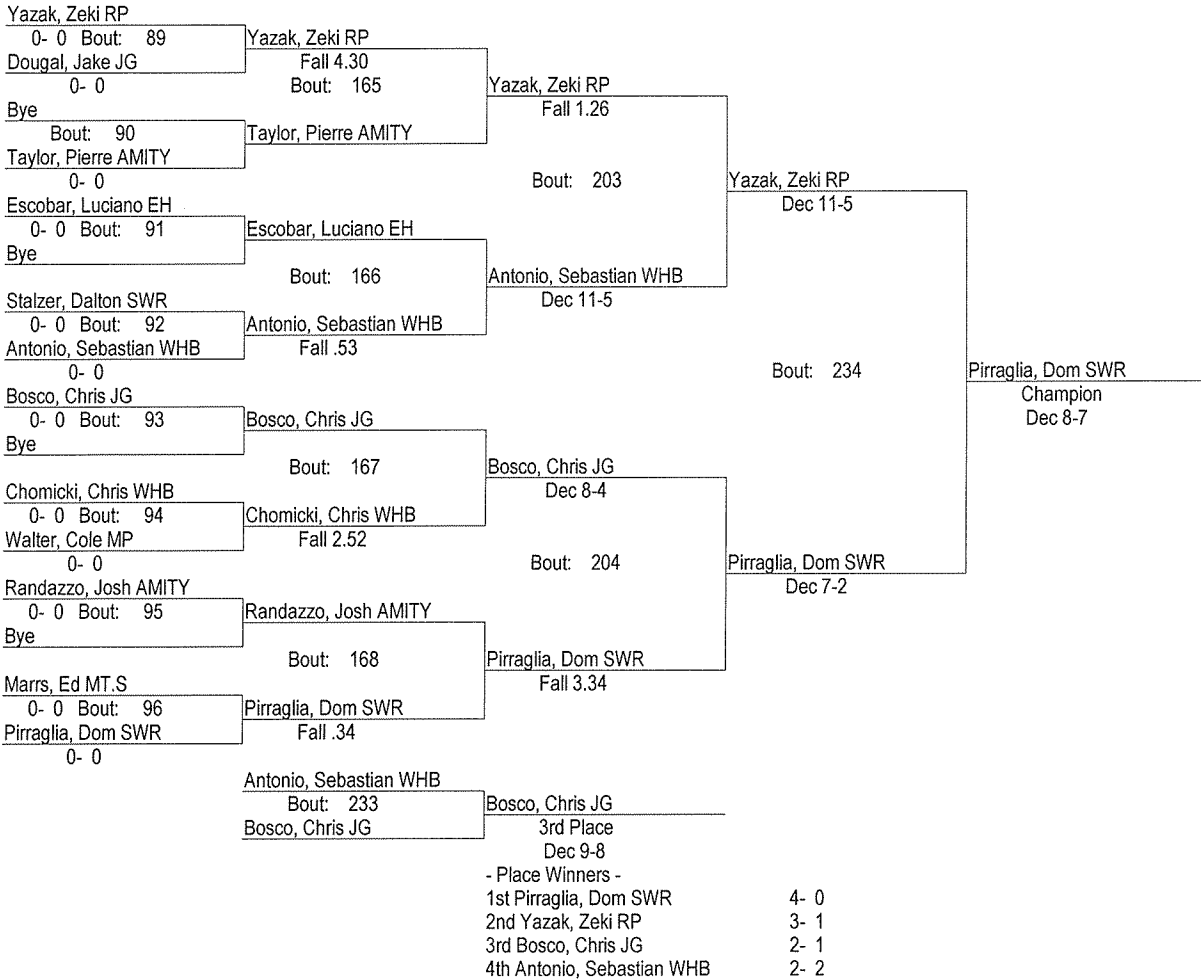 Yazak, Zeki RP
0- 0 Bout: 89
Dougal, Jake JG
0- 0
Bye
Bout: 90
Taylor, Pierre AMITY
0- 0
Escobar, Luciano EH
0- 0 Bout: 91
Bye
Stalzer, Dalton SWR
0- 0 Bout: 92
Antonio, Sebastian WHB
0- 0
Bosco, Chris JG
0- 0 Bout: 93
Bye
Chomicki, Chris WHB
0- 0 Bout: 94
Walter, Cole MP
0- 0
Randazzo, Josh AMITY
0- 0 Bout: 95
Bye
Marrs, Ed MT.S
0- 0 Bout: 96
Pirraglia, Dom SWR
0- 0
Yazak, Zeki RP
Fall 4.30
Bout: 165
Taylor, Pierre AMITY
Escobar, Luciano EH
Bout: 166
Antonio, Sebastian WHB
Fall .53
Bosco, Chris JG
Bout: 167
Chomicki, Chris WHB
Fall 2.52
Randazzo, Josh AMITY
Bout: 168
Pirraglia, Dom SWR
Fall .34
Yazak, Zeki RP
Fall 1.26
Bout: 203
Antonio, Sebastian WHB
Dec 11-5
Bosco, Chris JG
Dec 8-4
Bout: 204
Pirraglia, Dom SWR
Fall 3.34
Yazak, Zeki RP
Dec 11-5
Bout: 234
Pirraglia, Dom SWR
Dec 7-2
Pirraglia, Dom SWR
Champion
Dec 8-7
Antonio, Sebastian WHB
Bout: 233
Bosco, Chris JG
Bosco, Chris JG
3rd Place
Dec 9-8
- Place Winners -
1st Pirraglia, Dom SWR 4- 0
2nd Yazak, Zeki RP 3- 1
3rd Bosco, Chris JG 2- 1
4th Antonio, Sebastian WHB 2- 2